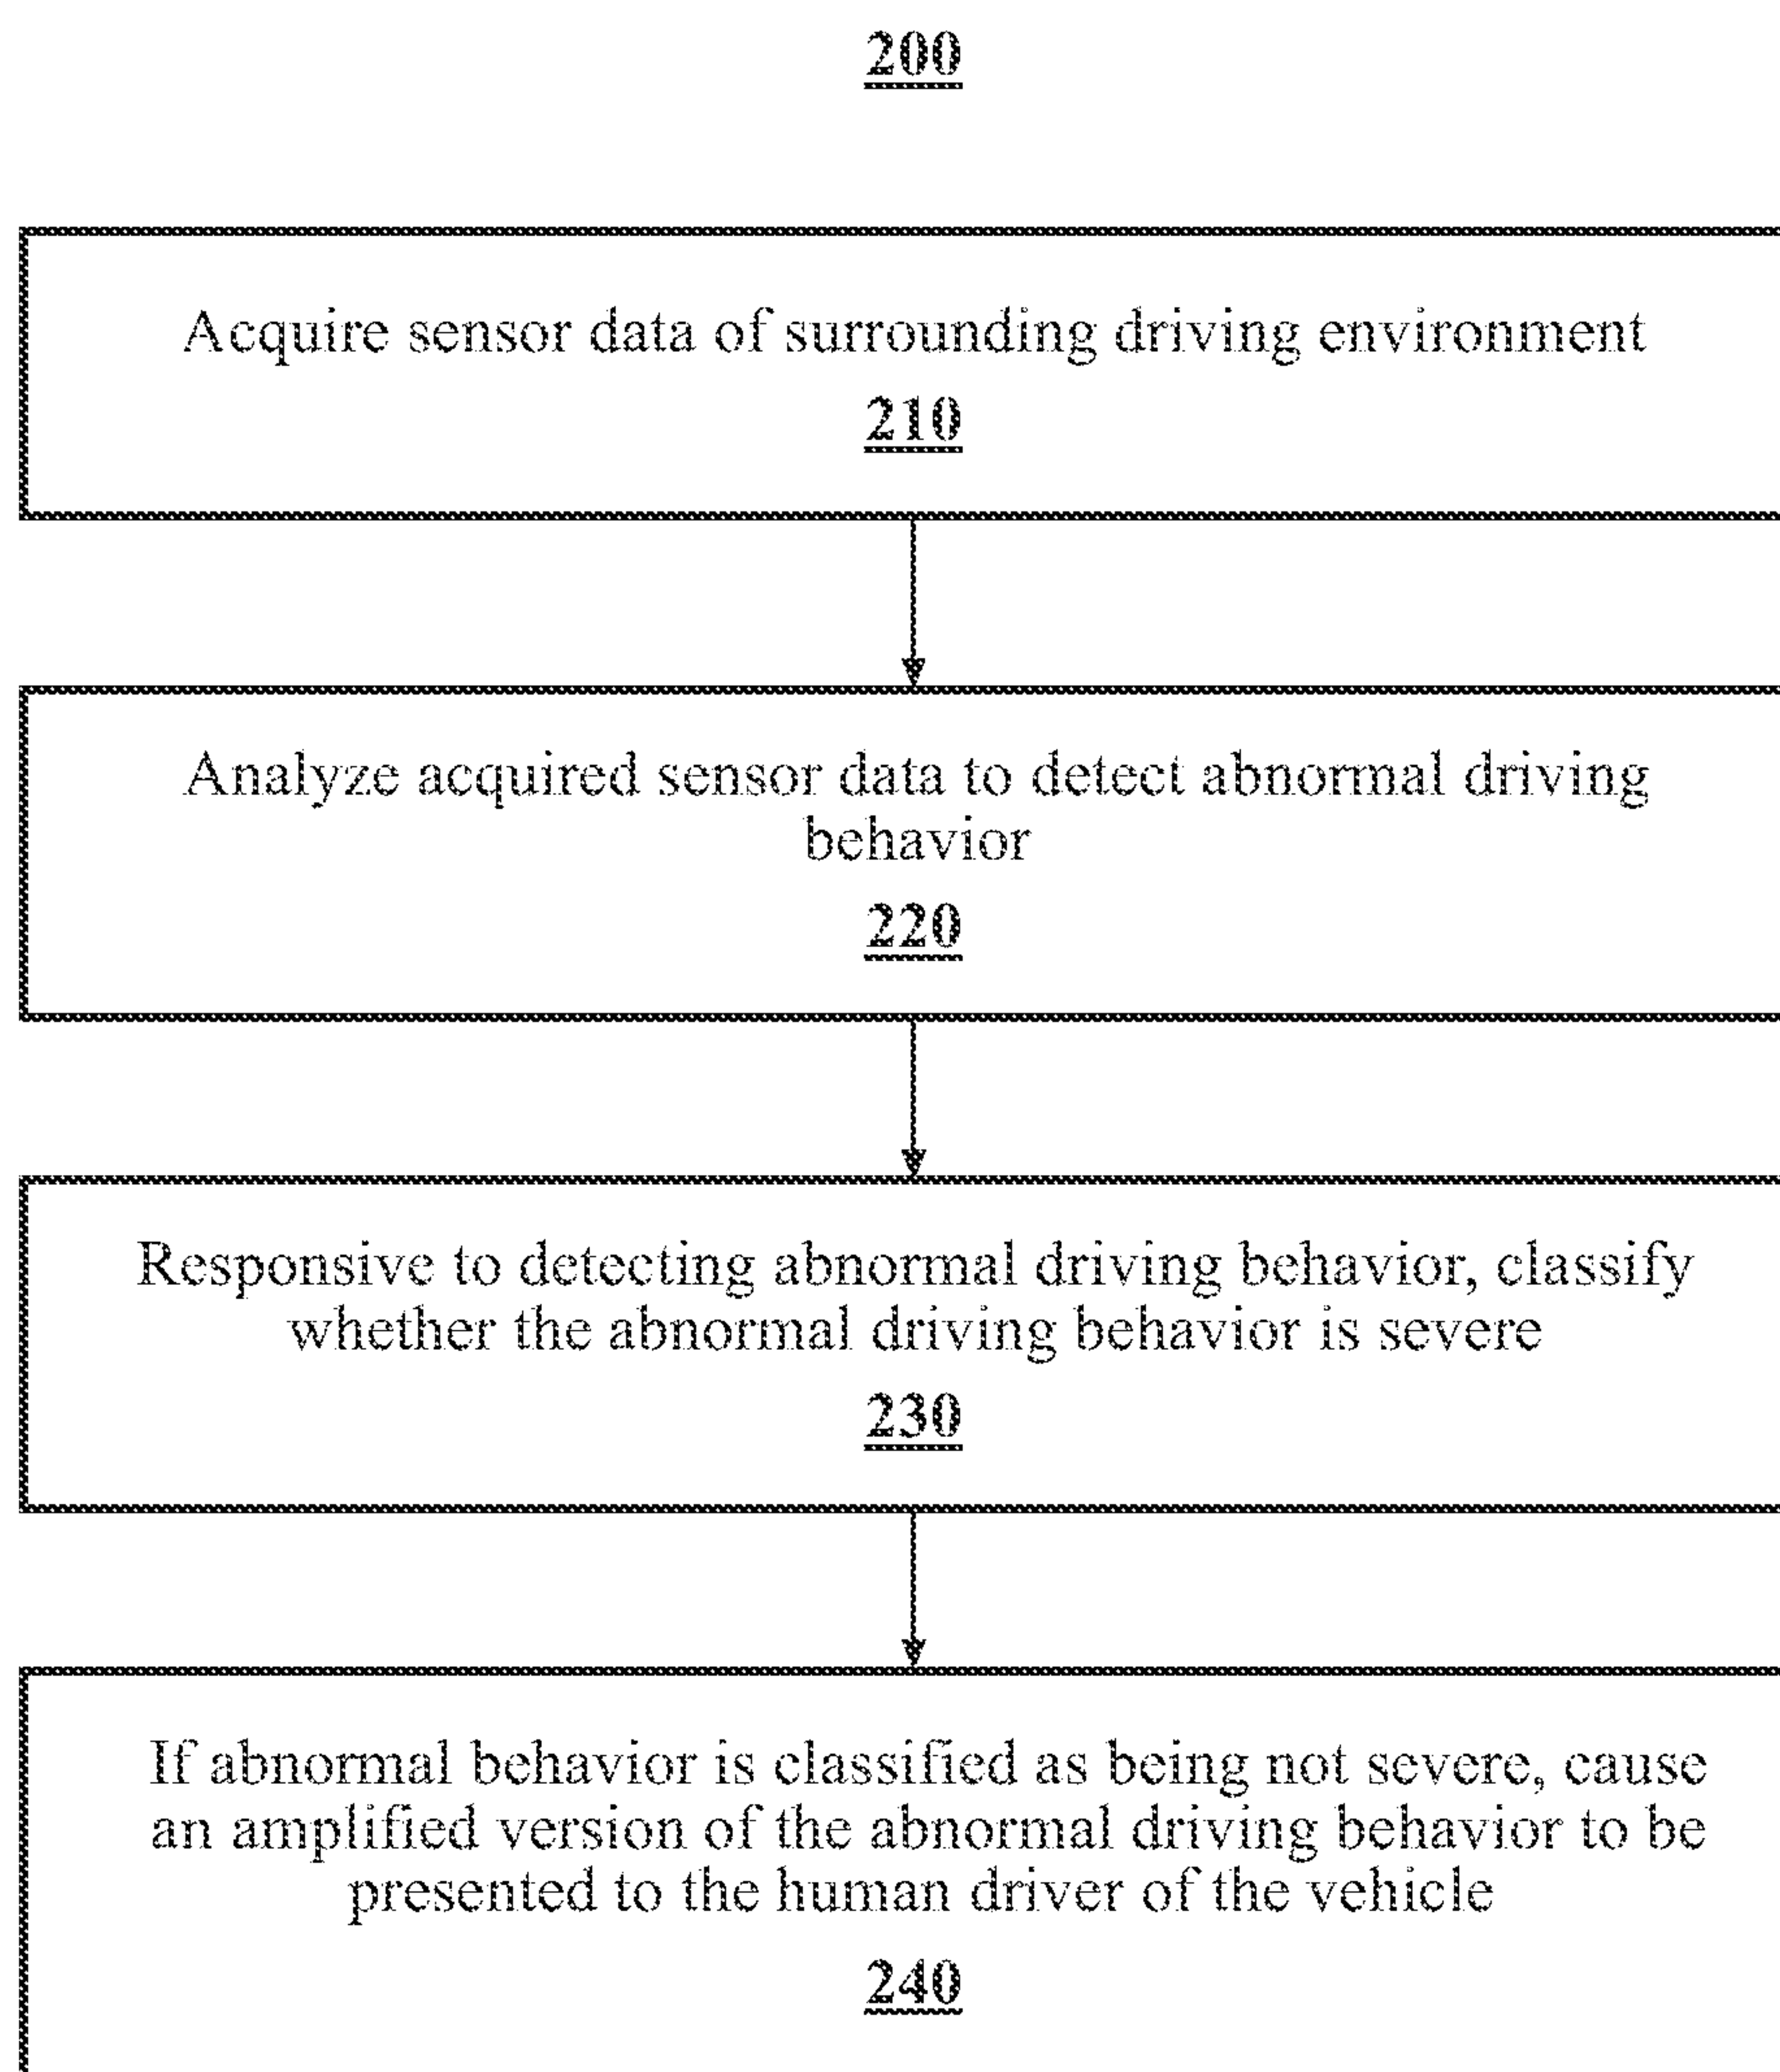 200
Acquire sensor data of surrounding driving environment
210
Analyze acquired sensor data to detect abnormal driving
behavior
220
Responsive to detecting abnormal driving behavior, classify
whether the abnormal driving behavior is severe
230
If abnormal behavior is classified as being not severe, cause
an amplified version of the abnormal driving behavior to be
presented to the human driver of the vehicle
240